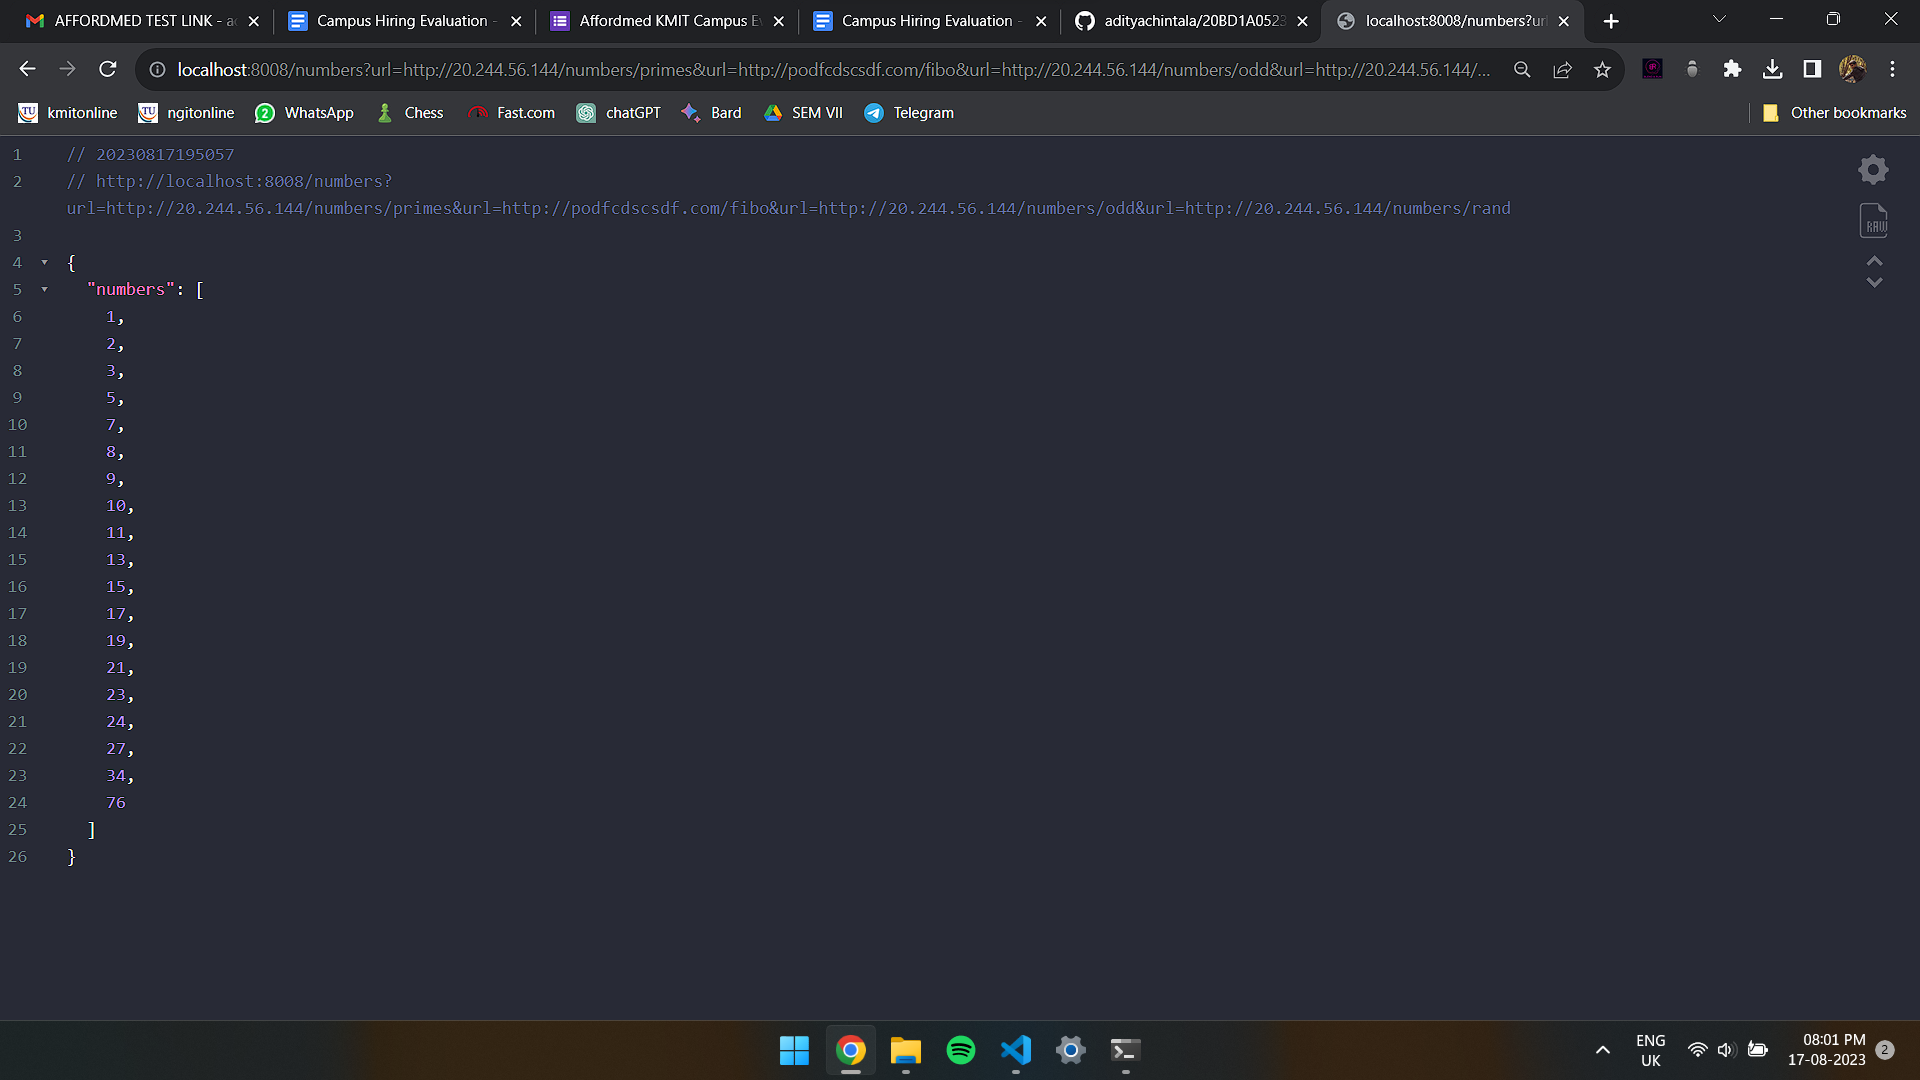 AFFORDMED TEST LINK - a
Campus Hiring Evaluation -
Affordmed KMIT Campus E
Campus Hiring Evaluation -
adityachintala/20BD1A0523
localhost:8008/numbers?url
localhost:8008/numbers?url=http://20.244.56.144/numbers/primes&url=http://podfcdscsdf.com/fibo&url=http://20.244.56.144/numbers/odd&url=http://20.244.56.144/...
kmitonline
ngitonline
WhatsApp
Chess
Fast.com
chatGPT
Bard
SEM VII
Telegram
Other bookmarks
1 // 20230817195057
2 // http://localhost:8008/numbers?
url=http://20.244.56.144/numbers/primes&url=http://podfcdscsdf.com/fibo&url=http://20.244.56.144/numbers/odd&url=http://20.244.56.144/numbers/rand
3
4 {
5 "numbers": [
6 1,
7 2,
8 3,
9 5,
10 7,
11 8,
12 9,
13 10,
14 11,
15 13,
16 15,
17 17,
18 19,
19 21,
20 23,
21 24,
22 27,
23 34,
24 76
25 ]
26 }
RAW
ENG
UK
08:01 PM
17-08-2023
2